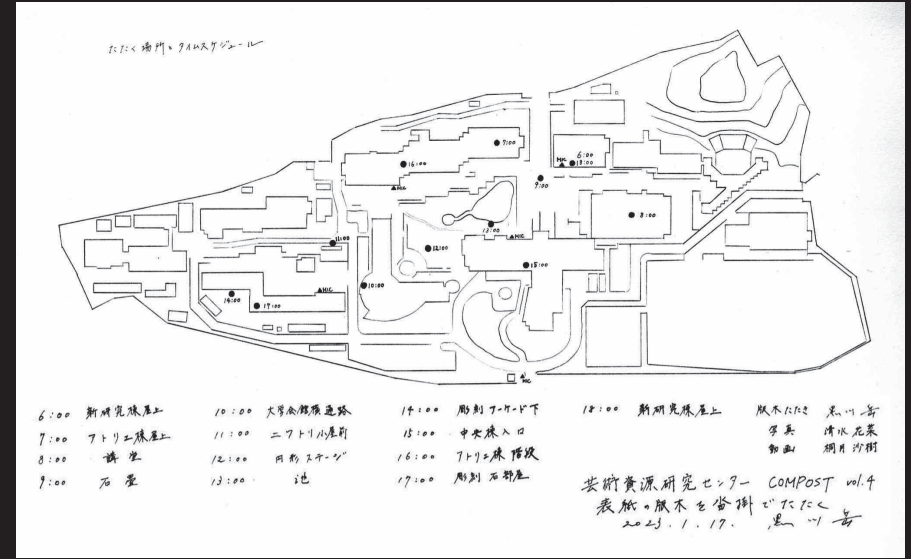 たたく場所とタイムスケジュール
7:00
16:00
MIC
6:00
18:00
MIC
9:00
8:00
13:00
MIC
11:00
12:00
15:00
10:00
MIC
14:00
17:00
MIC
6:00 新研究棟屋上
7:00 アトリエ棟屋上
8:00 講堂
9:00 石畳
10:00 大学会館横通路
11:00 ニワトリ小屋前
12:00 円形ステージ
13:00 池
14:00 彫刻アーケード下
15:00 中央棟入口
16:00 アトリエ棟 階段
17:00 彫刻 石部屋
18:00 新研究棟屋上
版木たたき 黒川岳
写真 清水花菜
動画 桐月沙樹
芸術資源研究センター COMPOST vol.4
表紙の版木を沓掛でたたく
2023.1.17. 黒川岳